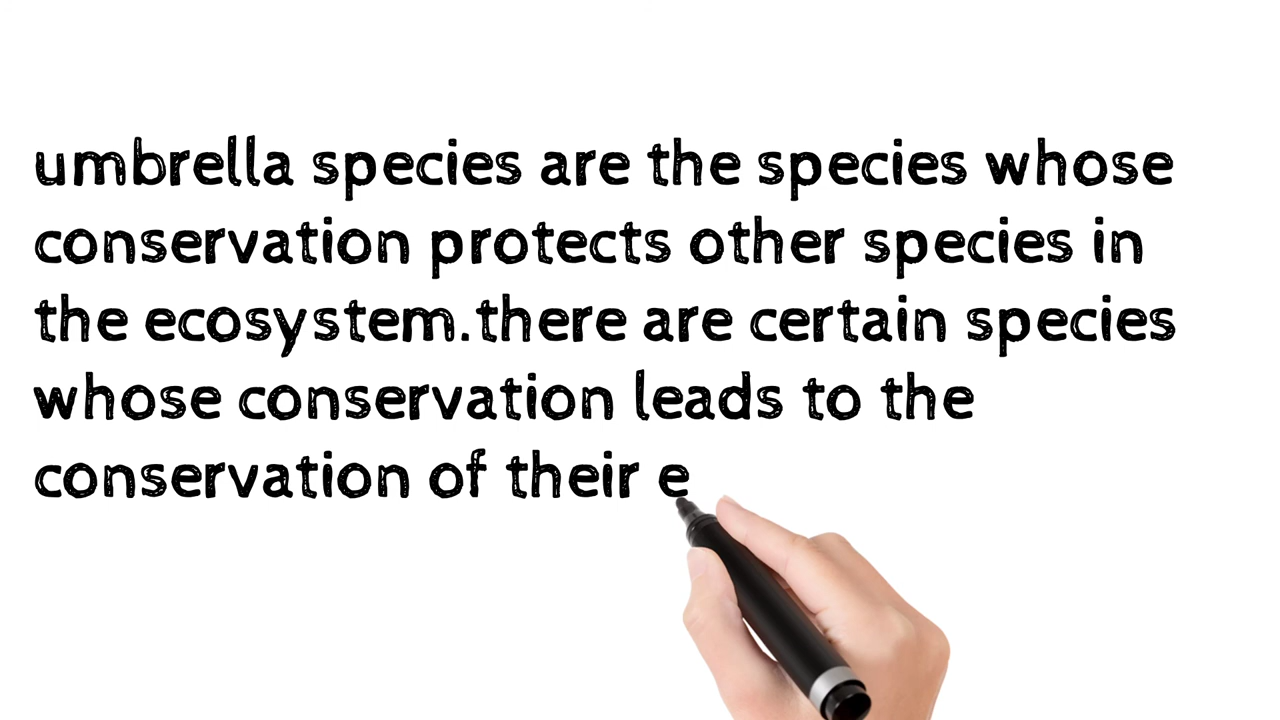 umbrella species are the species whose
conservation protects other species in
the ecosystem.there are certain species
whose conservation leads to the
conservation of their e